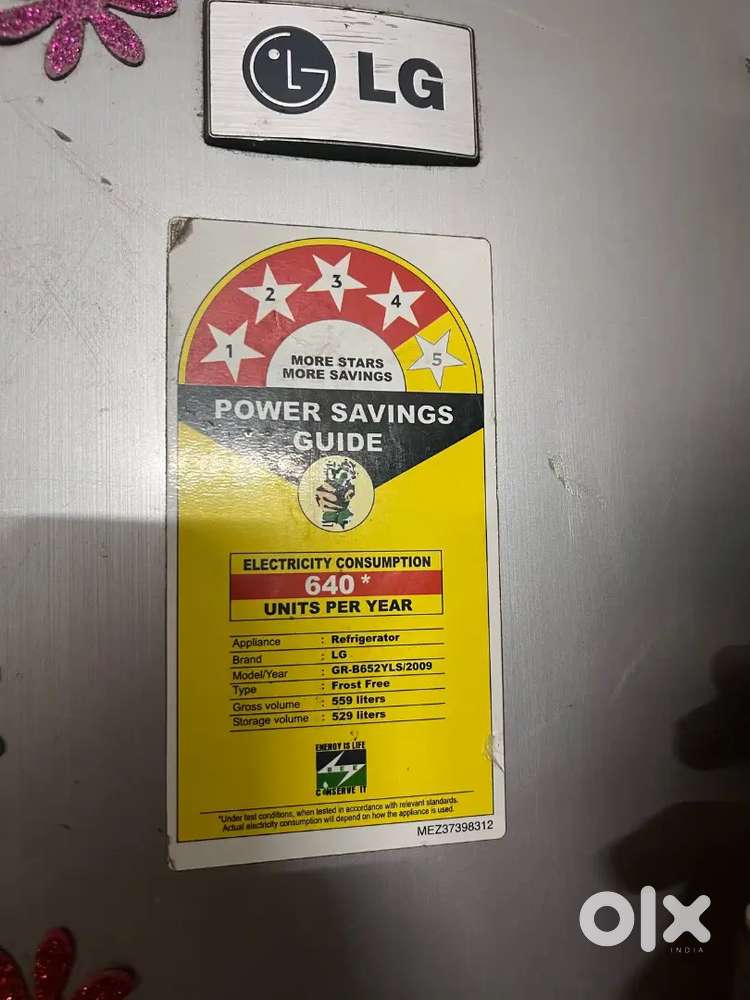 LG
1 2 3 4 5
MORE STARS
MORE SAVINGS
POWER SAVINGS
GUIDE
ELECTRICITY CONSUMPTION
640 *
UNITS PER YEAR
Appliance : Refrigerator
Brand : LG
Model/Year : GR-B652YLS/2009
Type : Frost Free
Gross volume : 559 liters
Storage volume : 529 liters
ENERGY IS LIFE
BEE
CONSERVE IT
*Under test conditions, when tested in accordance with relevant standards.
Actual electricity consumption will depend on how the appliance is used.
MEZ37398312
olx
INDIA